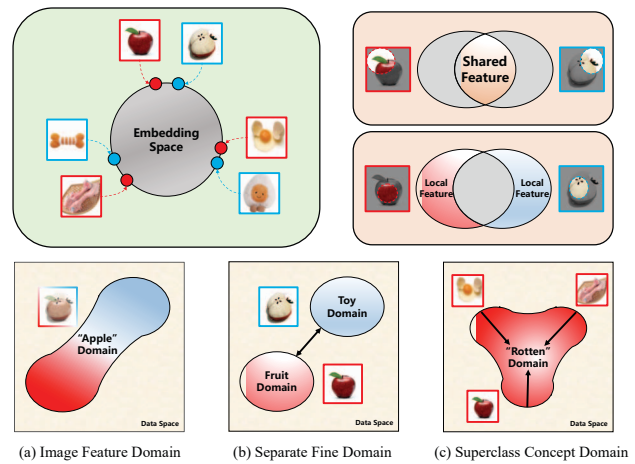 Embedding
Space
Shared
Feature
Local
Feature
Local
Feature
"Apple"
Domain
Data Space
Toy
Domain
Fruit
Domain
Data Space
"Rotten"
Domain
Data Space
(a) Image Feature Domain
(b) Separate Fine Domain
(c) Superclass Concept Domain